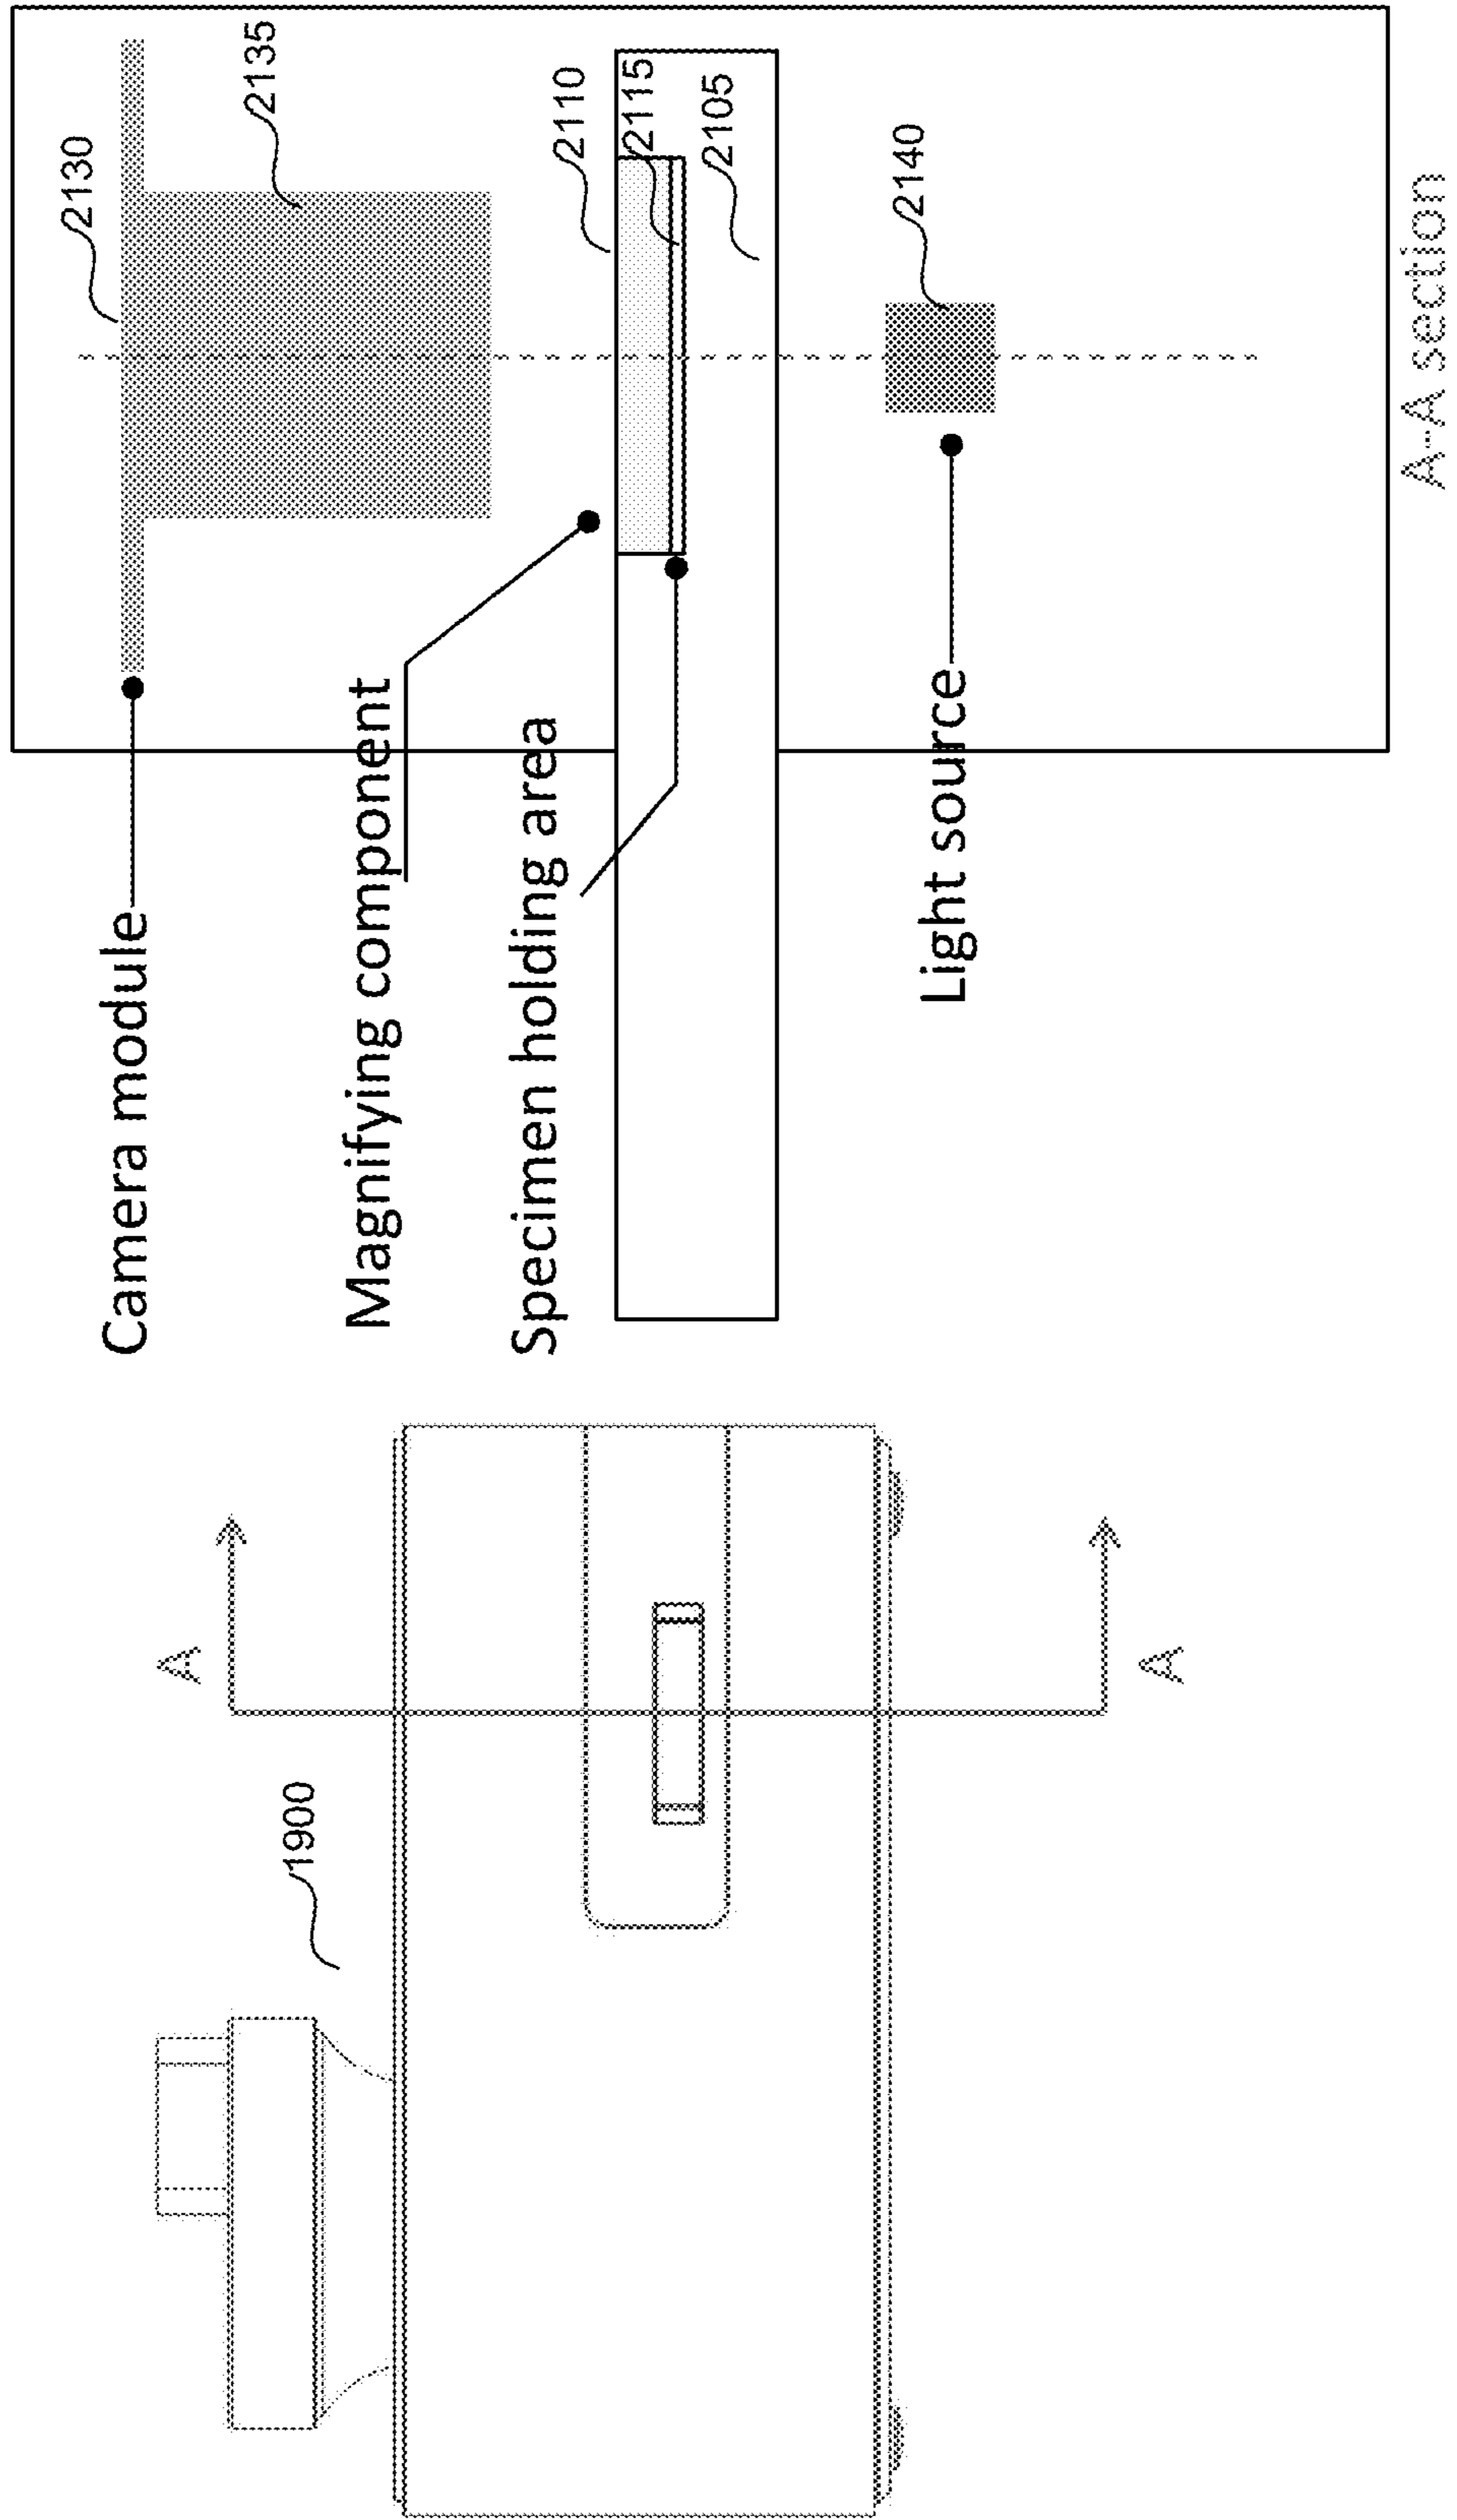 1900
A
A
Camera module
Magnifying component
Specimen holding area
Light source
2130
2135
2110
2115
2105
2140
A-A section